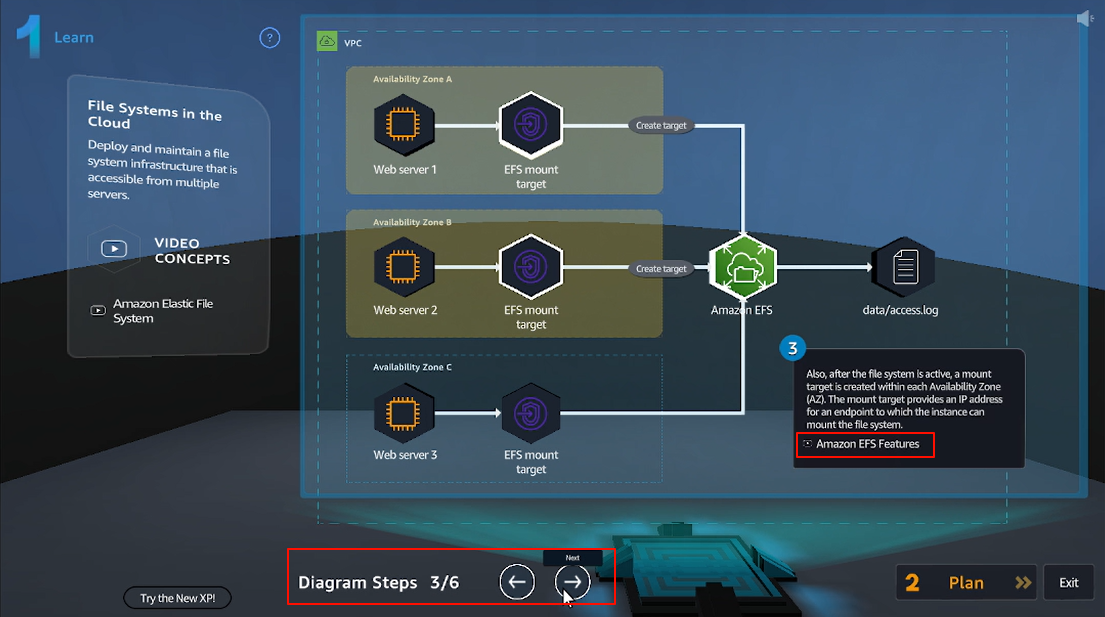 1
Learn
?
File Systems in the
Cloud
Deploy and maintain a file
system infrastructure that is
accessible from multiple
servers.
VIDEO
CONCEPTS
Amazon Elastic File
System
VPC
Availability Zone A
Web server 1
EFS mount
target
Create target
Availability Zone B
Web server 2
EFS mount
target
Create target
Amazon EFS
data/access.log
Availability Zone C
Web server 3
EFS mount
target
3
Also, after the file system is active, a mount
target is created within each Availability Zone
(AZ). The mount target provides an IP address
for an endpoint to which the instance can
mount the file system.
Amazon EFS Features
Next
Diagram Steps 3/6
Try the New XP!
2 Plan
Exit